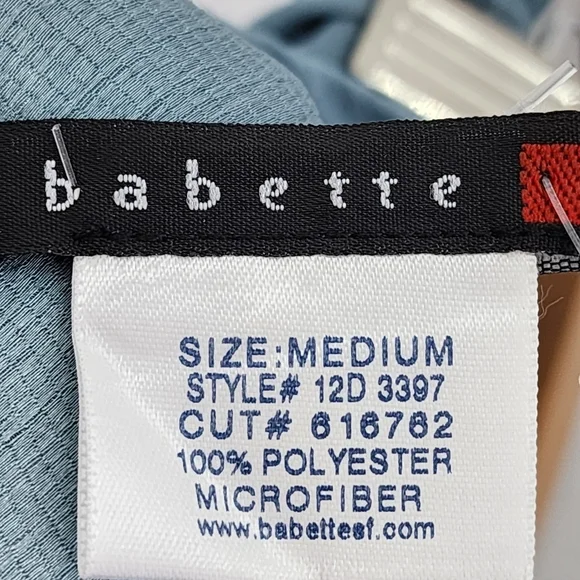 babette
SIZE:MEDIUM
STYLE# 12D 3397
CUT# 616762
100% POLYESTER
MICROFIBER
www.babettesf.com